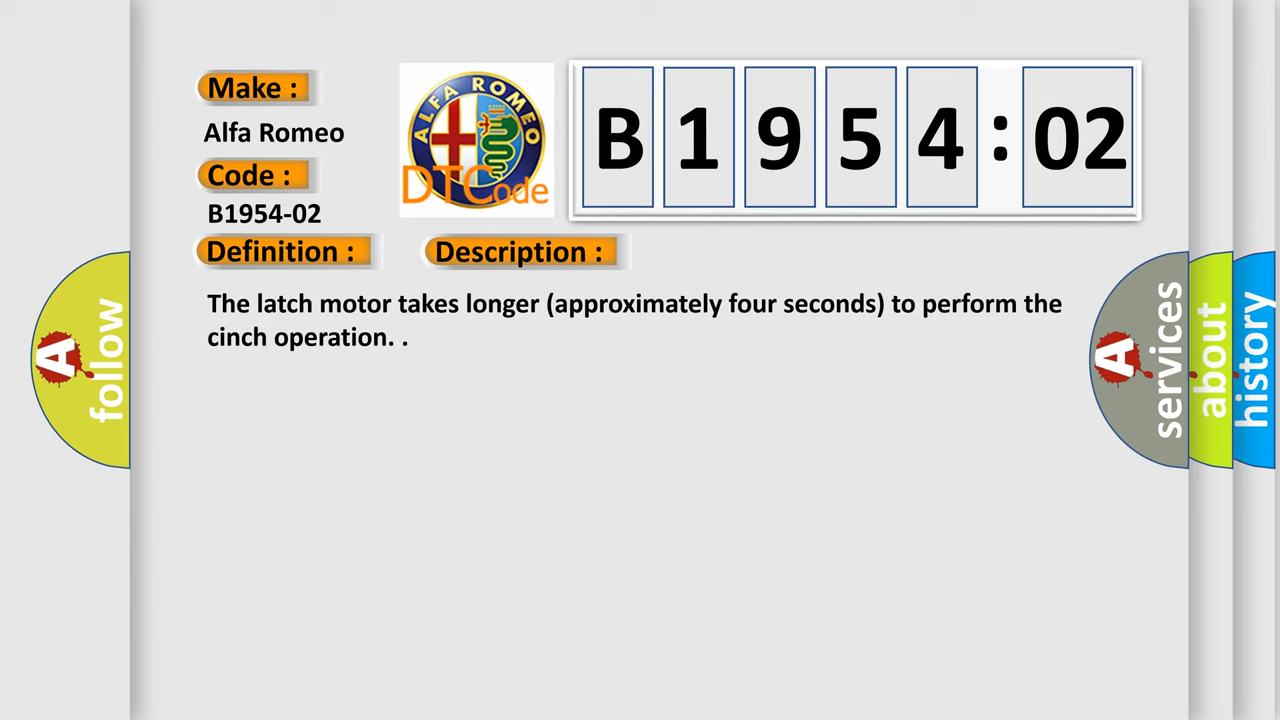 Make :
Alfa Romeo
Code :
B1954-02
ALFA ROMEO
DTCode
B 1 9 5 4 : 02
Definition :
Description :
The latch motor takes longer (approximately four seconds) to perform the
cinch operation. .
A follow
A services
about
history